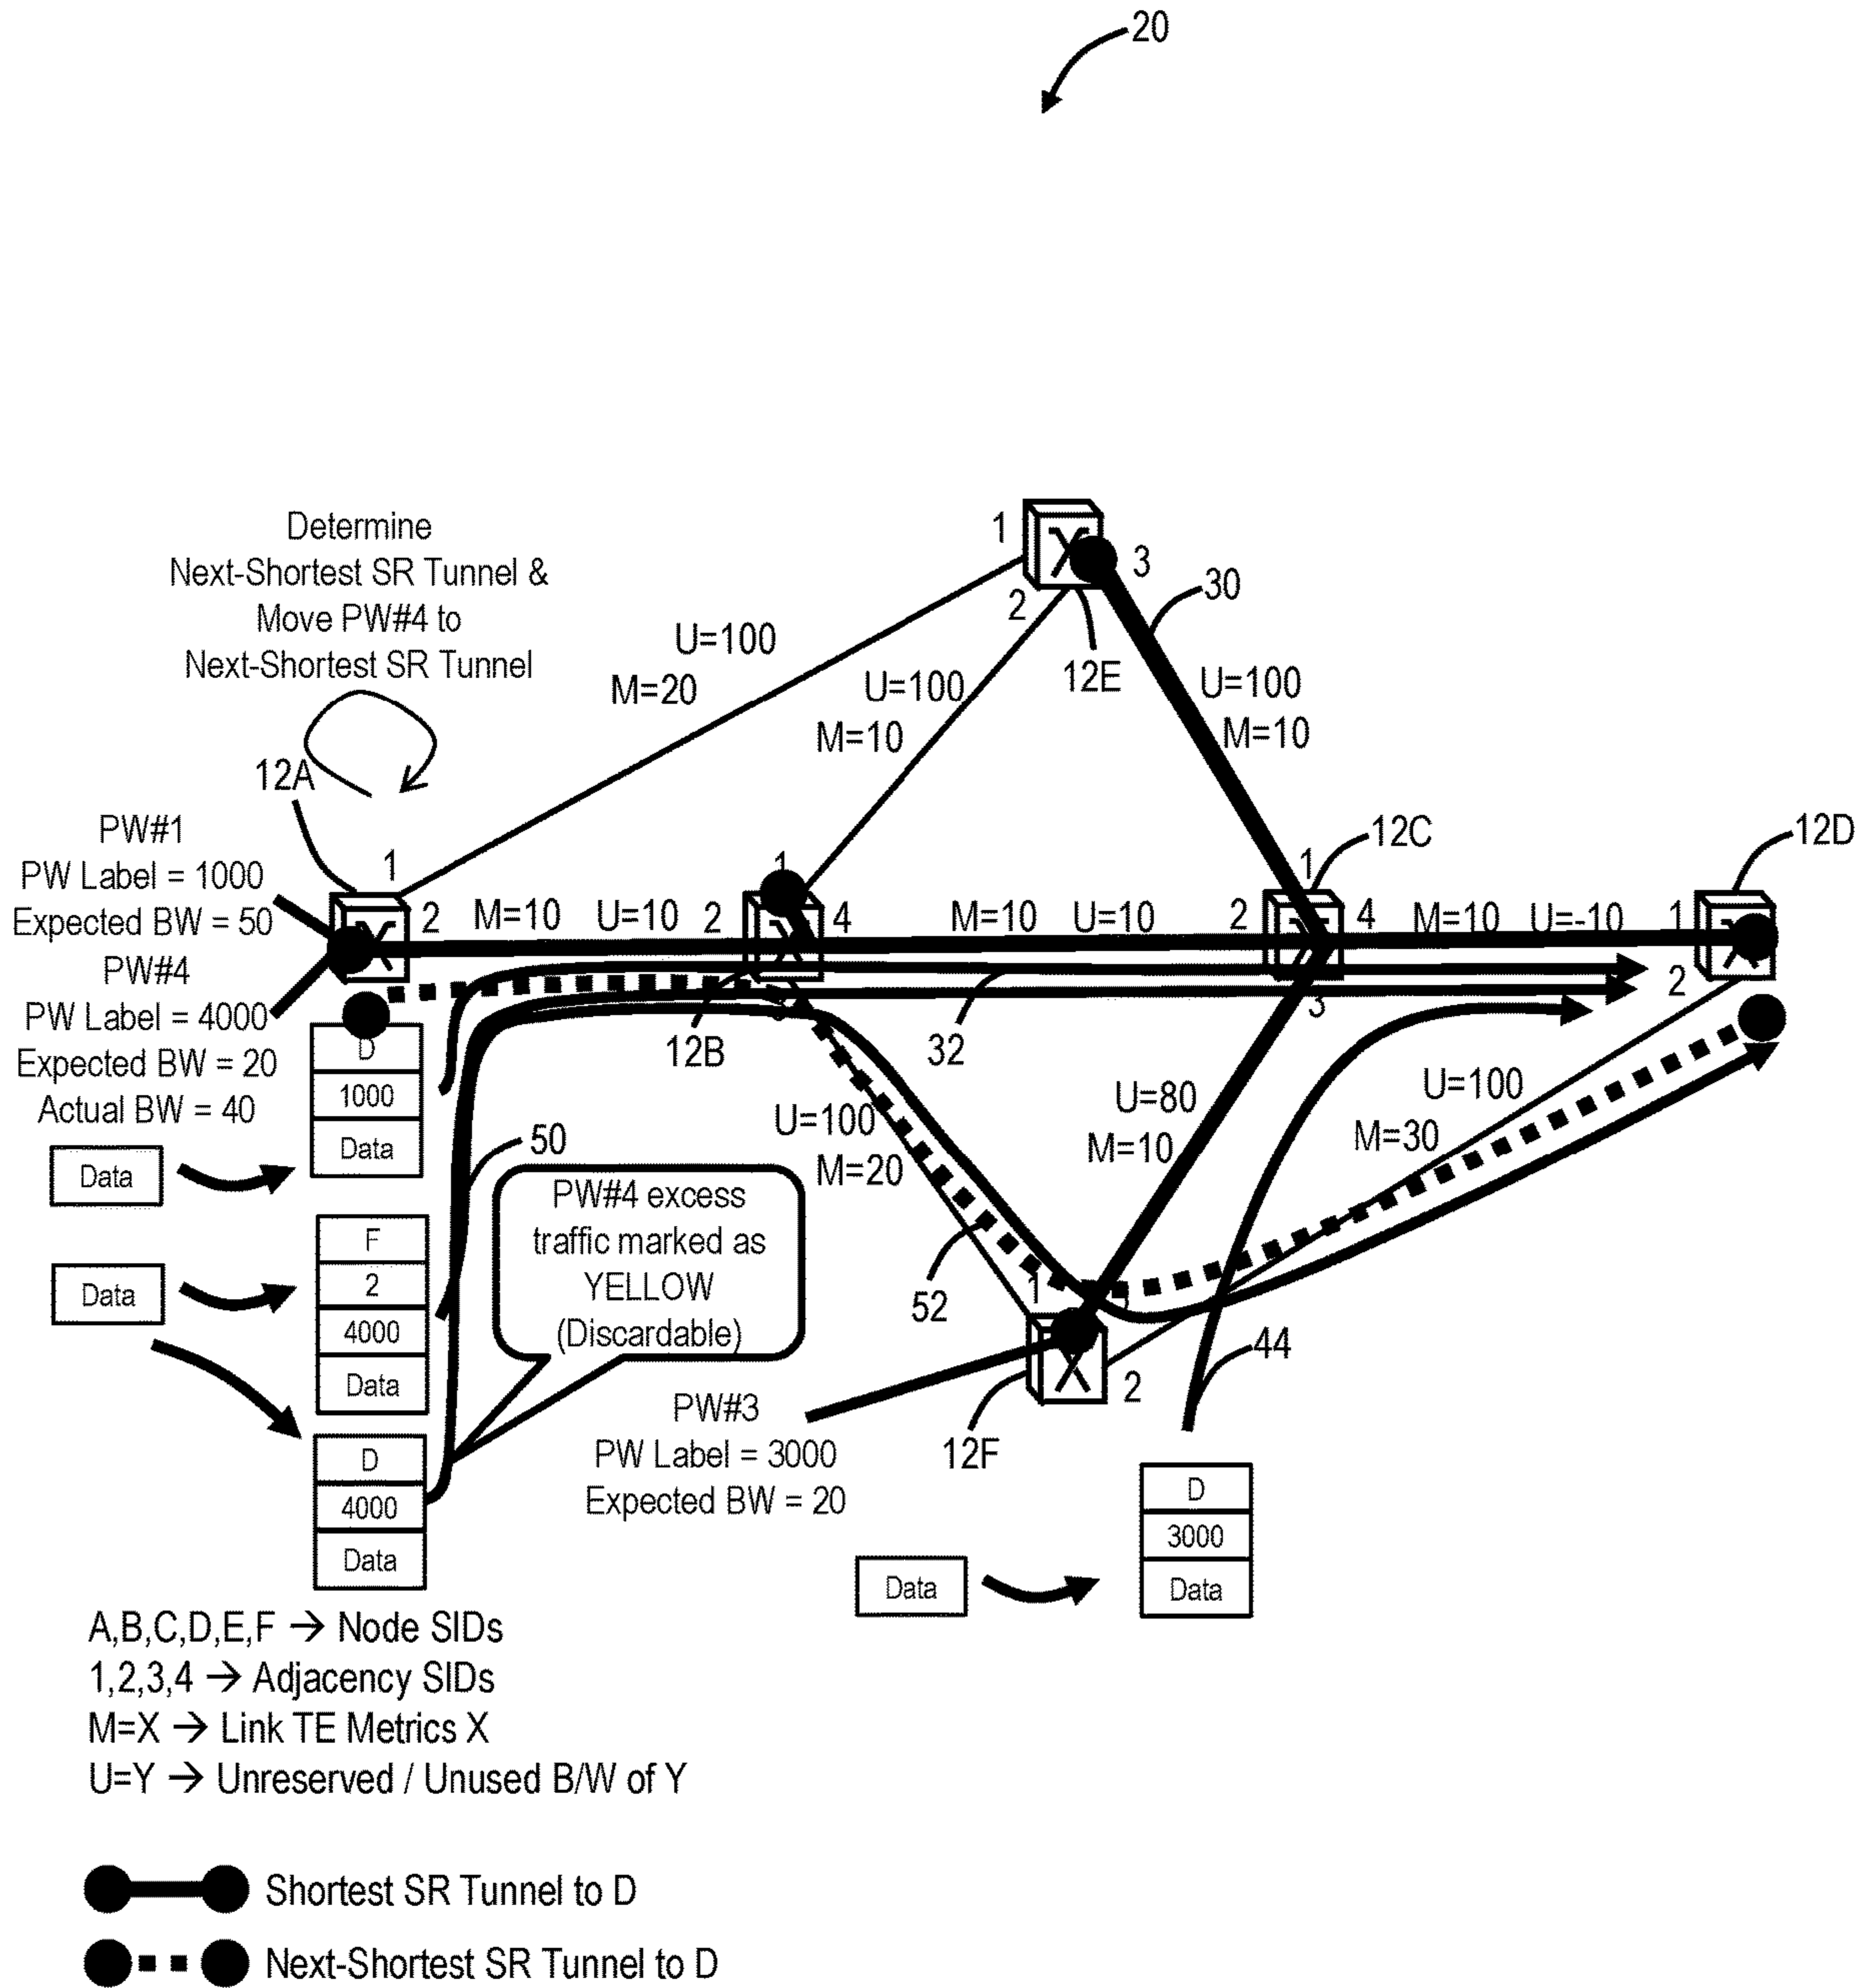 20
Determine
Next-Shortest SR Tunnel &
Move PW#4 to
Next-Shortest SR Tunnel
1
3
2
30
12E
U=100
M=20
U=100
M=10
U=100
M=10
12A
12C
12D
PW#1
PW Label = 1000
Expected BW = 50
PW#4
PW Label = 4000
Expected BW = 20
Actual BW = 40
1
2
M=10 U=10
2
1
4
M=10 U=10
2
1
4
3
M=10 U=-10
1
2
12B
32
D
1000
Data
Data
50
U=100
M=20
U=80
M=10
U=100
M=30
PW#4 excess
traffic marked as
YELLOW
(Discardable)
F
2
4000
Data
Data
52
1
2
44
12F
PW#3
PW Label = 3000
Expected BW = 20
D
4000
Data
D
3000
Data
Data
A,B,C,D,E,F → Node SIDs
1,2,3,4 → Adjacency SIDs
M=X → Link TE Metrics X
U=Y → Unreserved / Unused B/W of Y
Shortest SR Tunnel to D
Next-Shortest SR Tunnel to D